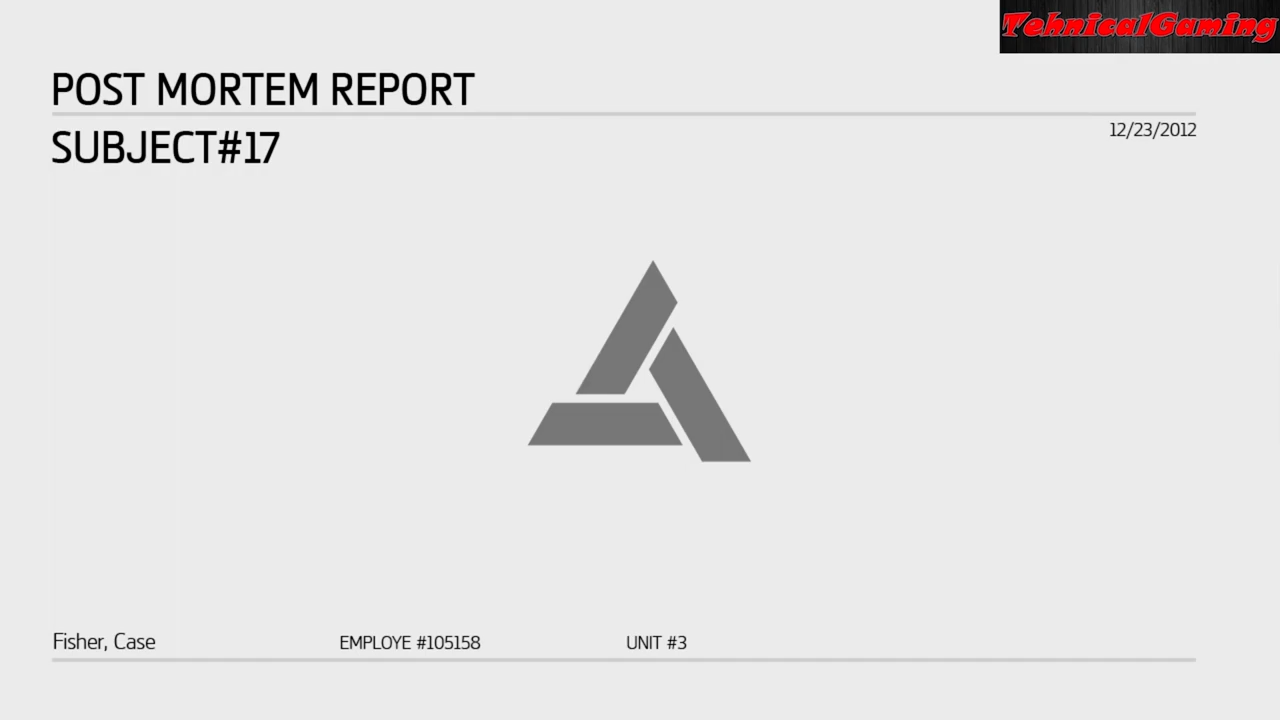 TehnicalGaming
POST MORTEM REPORT
SUBJECT#17
12/23/2012
Fisher, Case
EMPLOYE #105158
UNIT #3